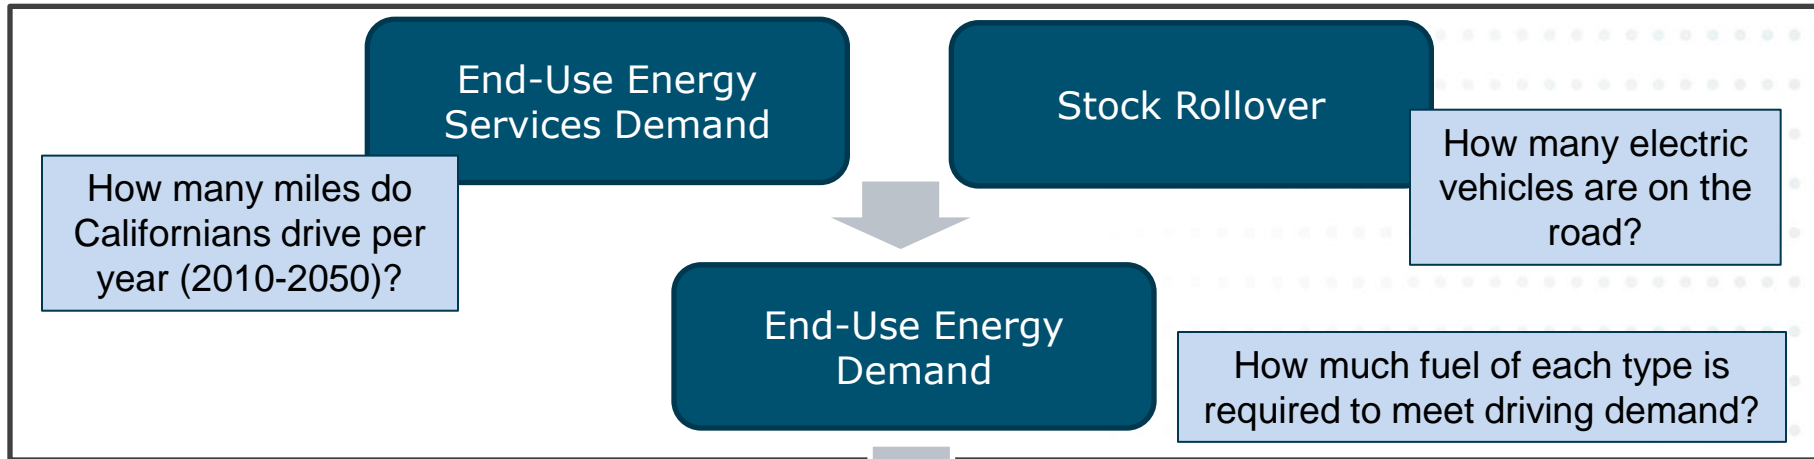 End-Use Energy
Services Demand
Stock Rollover
How many miles do
Californians drive per
year (2010-2050)?
How many electric
vehicles are on the
road?
End-Use Energy
Demand
How much fuel of each type is
required to meet driving demand?